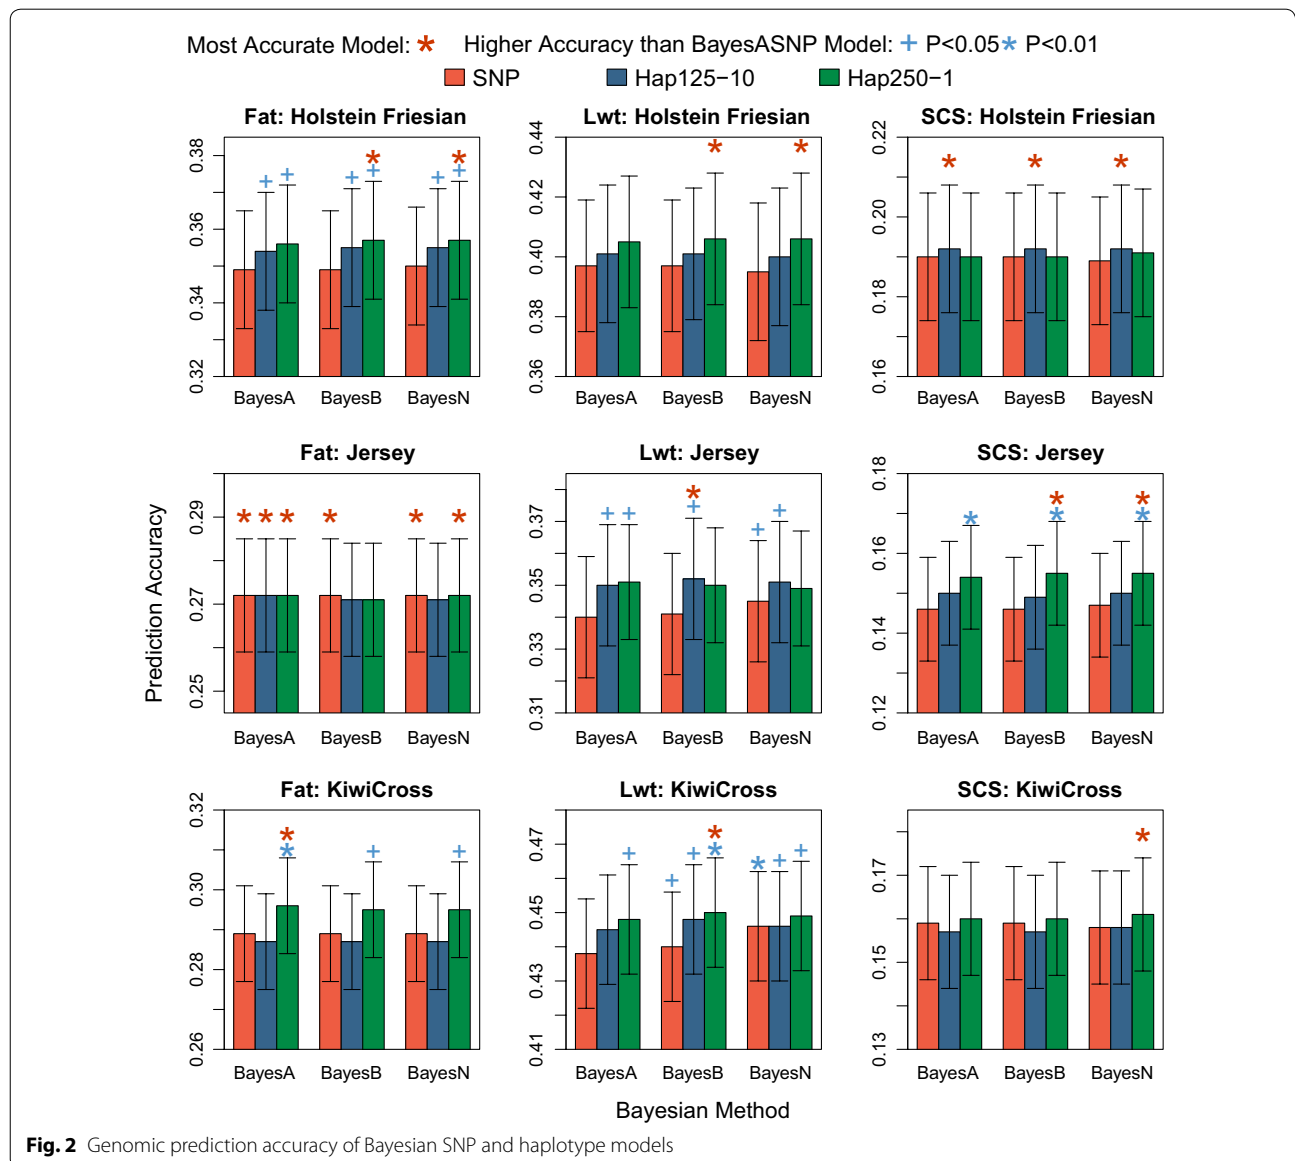 Most Accurate Model: * Higher Accuracy than BayesASNP Model: + P<0.05 * P<0.01
SNP Hap125−10 Hap250−1
Fat: Holstein Friesian Lwt: Holstein Friesian SCS: Holstein Friesian
0.32 0.34 0.36 0.38
0.36 0.38 0.40 0.42 0.44
0.16 0.18 0.20 0.22
BayesA BayesB BayesN BayesA BayesB BayesN BayesA BayesB BayesN
Prediction Accuracy
Fat: Jersey Lwt: Jersey SCS: Jersey
0.25 0.27 0.29
0.31 0.33 0.35 0.37
0.12 0.14 0.16 0.18
BayesA BayesB BayesN BayesA BayesB BayesN BayesA BayesB BayesN
Fat: KiwiCross Lwt: KiwiCross SCS: KiwiCross
0.26 0.28 0.30 0.32
0.41 0.43 0.45 0.47
0.13 0.15 0.17
BayesA BayesB BayesN BayesA BayesB BayesN BayesA BayesB BayesN
Bayesian Method
Fig. 2 Genomic prediction accuracy of Bayesian SNP and haplotype models